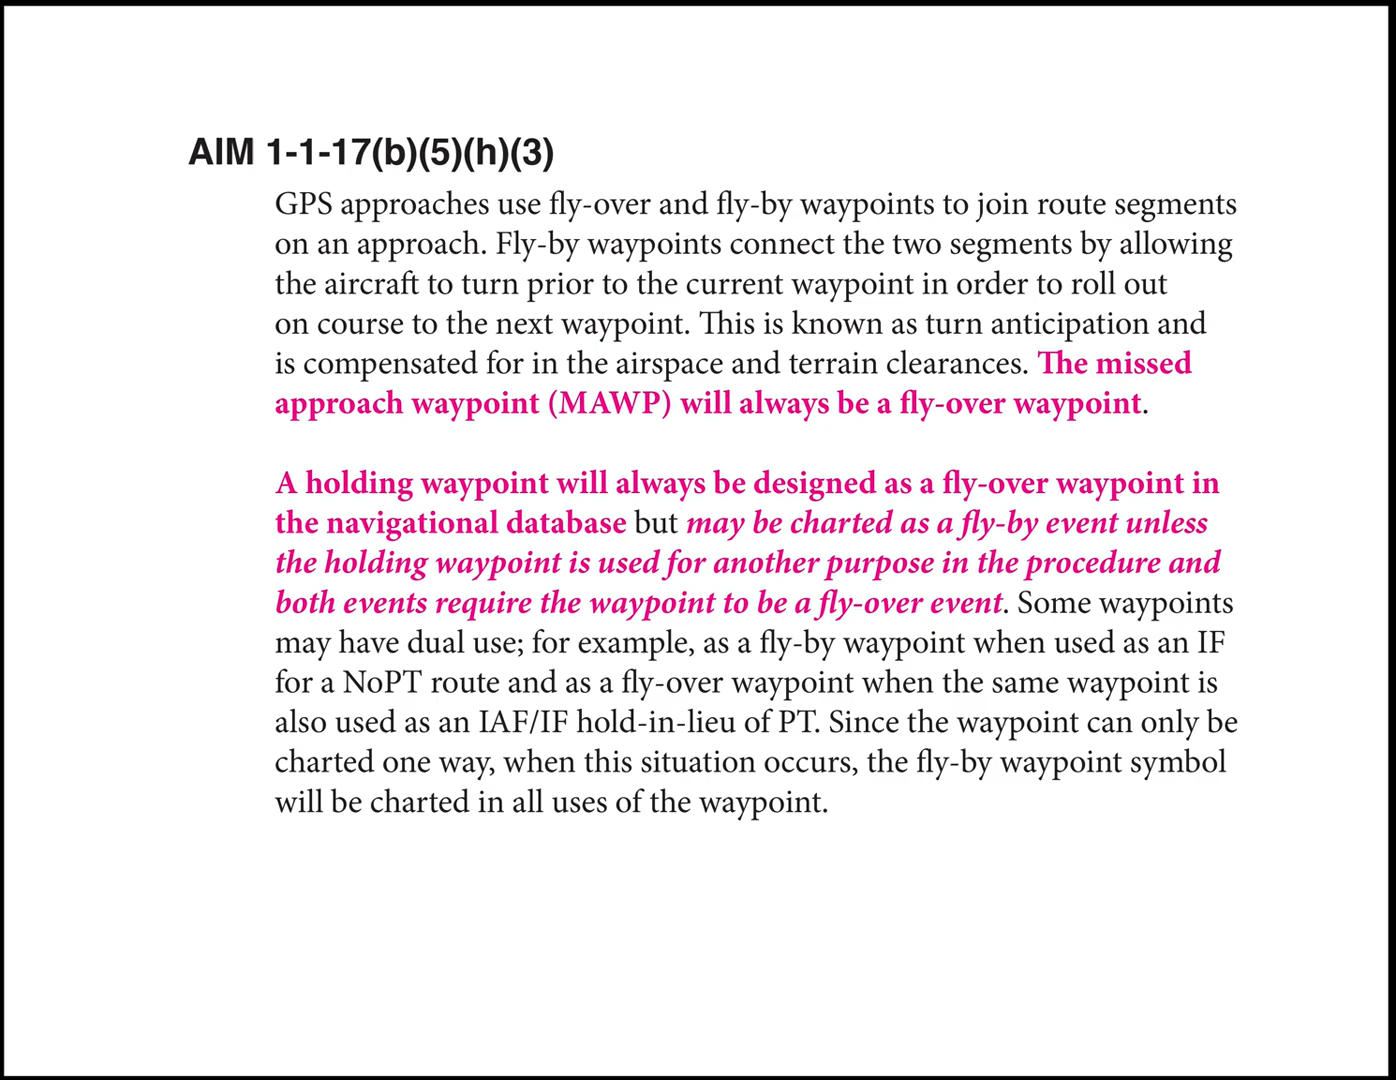 AIM 1-1-17(b)(5)(h)(3)
GPS approaches use fly-over and fly-by waypoints to join route segments
on an approach. Fly-by waypoints connect the two segments by allowing
the aircraft to turn prior to the current waypoint in order to roll out
on course to the next waypoint. This is known as turn anticipation and
is compensated for in the airspace and terrain clearances. The missed
approach waypoint (MAWP) will always be a fly-over waypoint.
A holding waypoint will always be designed as a fly-over waypoint in
the navigational database but may be charted as a fly-by event unless
the holding waypoint is used for another purpose in the procedure and
both events require the waypoint to be a fly-over event. Some waypoints
may have dual use; for example, as a fly-by waypoint when used as an IF
for a NoPT route and as a fly-over waypoint when the same waypoint is
also used as an IAF/IF hold-in-lieu of PT. Since the waypoint can only be
charted one way, when this situation occurs, the fly-by waypoint symbol
will be charted in all uses of the waypoint.